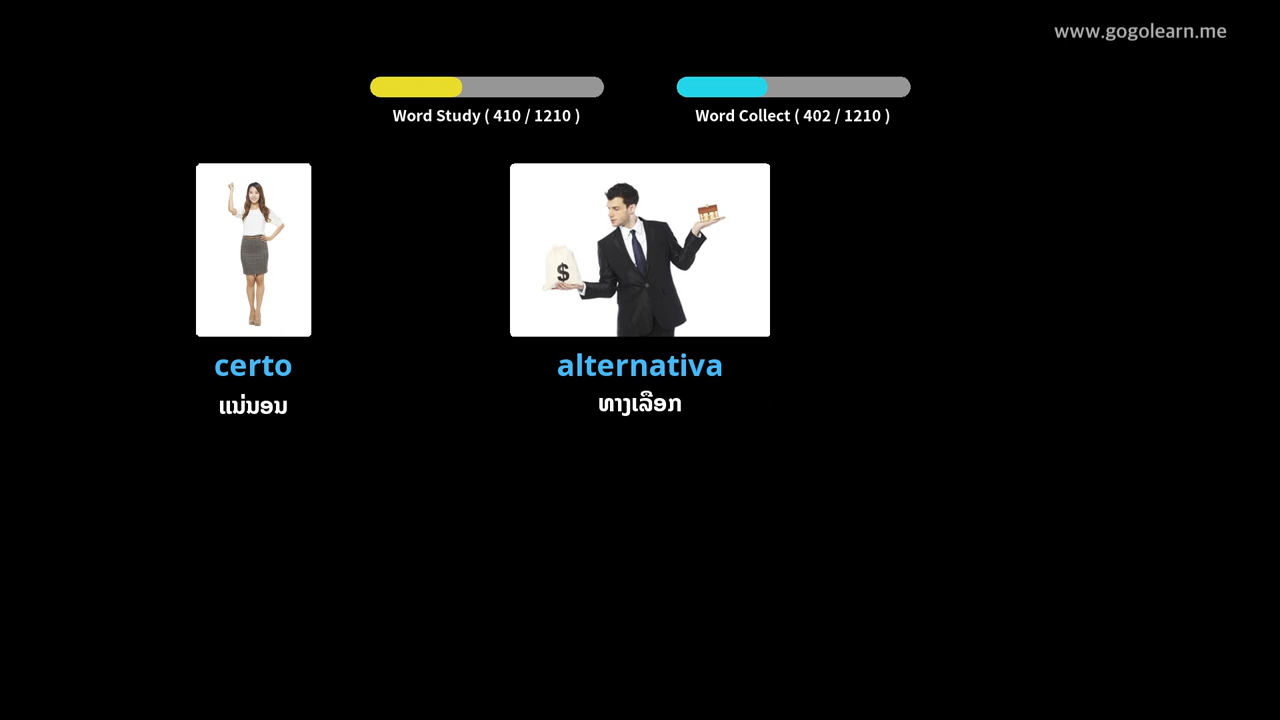 www.gogolearn.me
Word Study ( 410 / 1210 )
Word Collect ( 402 / 1210 )
$
certo
ແນ່ນອນ
alternativa
ທາງເລືອກ